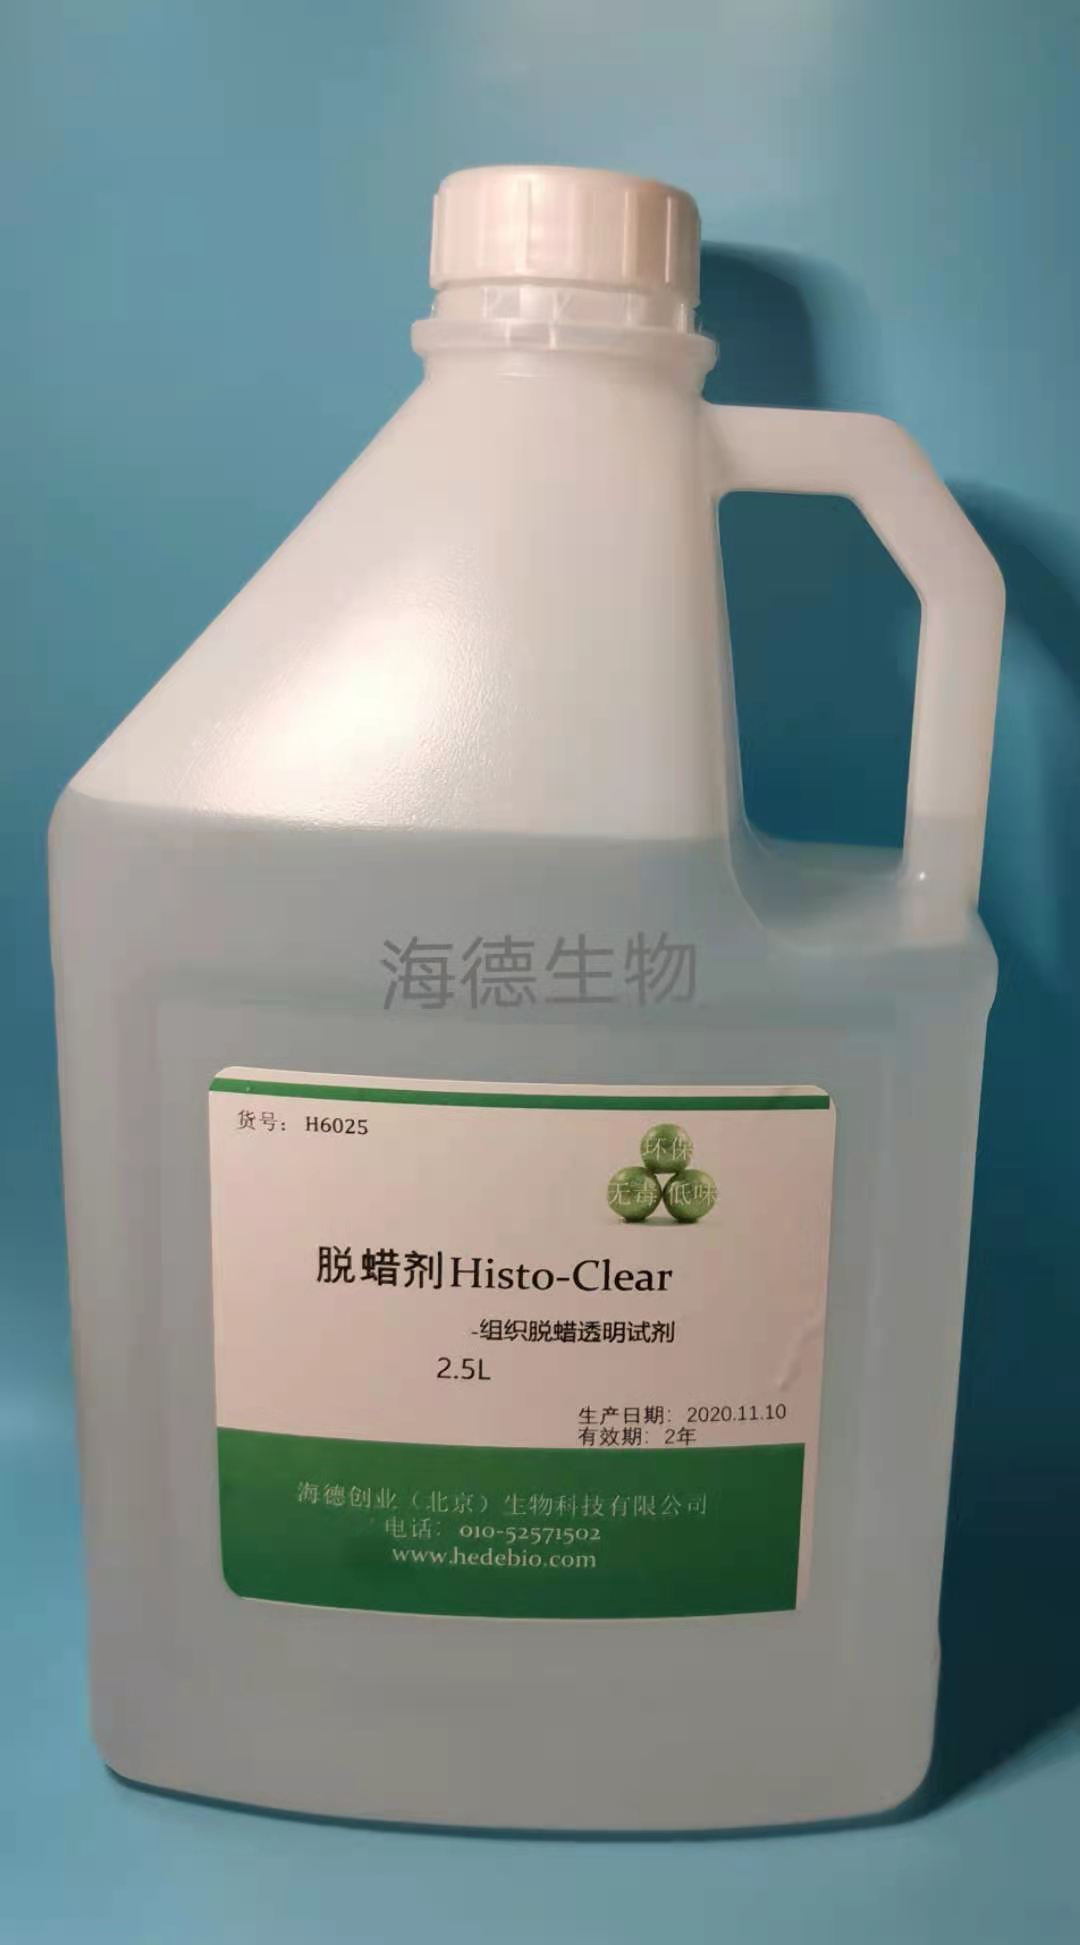 海德生物
货号： H6025
环保
无毒 低味
脱蜡剂Histo-Clear
-组织脱蜡透明试剂
2.5L
生产日期： 2020.11.10
有效期： 2年
海德创业（北京）生物科技有限公司
电话： 010-52571502
www.hedebio.com